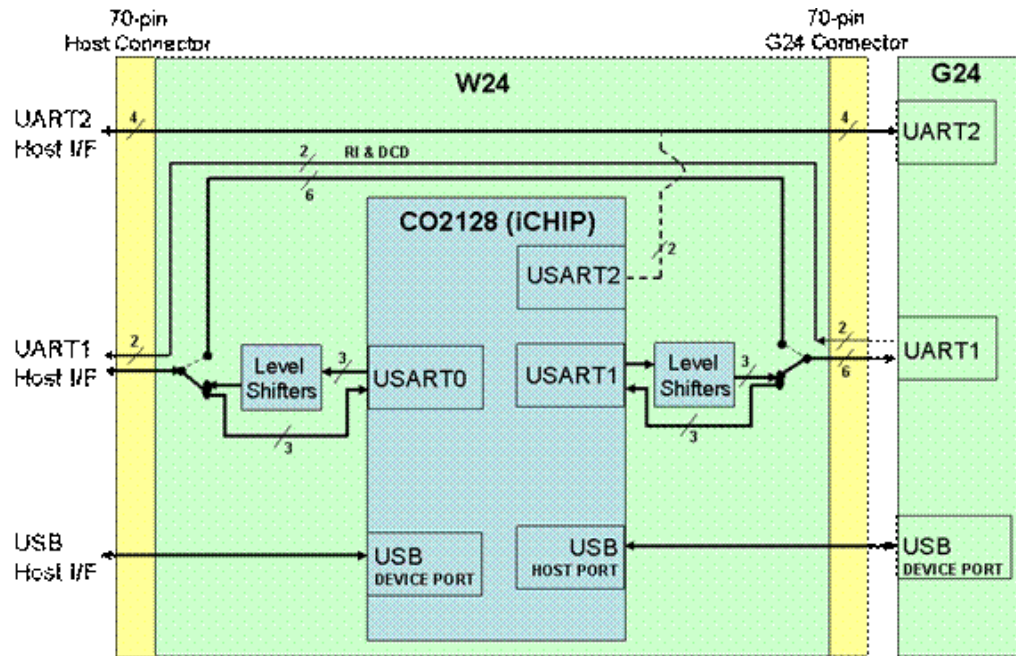 70-pin
Host Connector
70-pin
G24 Connector
W24
G24
UART2
Host I/F
4
4
UART2
2
RI & DCD
6
CO2128 (iCHIP)
USART2
2
UART1
Host I/F
2
Level
Shifters
3
USART0
3
USART1
Level
Shifters
3
3
2
6
UART1
USB
Host I/F
USB
DEVICE PORT
USB
HOST PORT
USB
DEVICE PORT